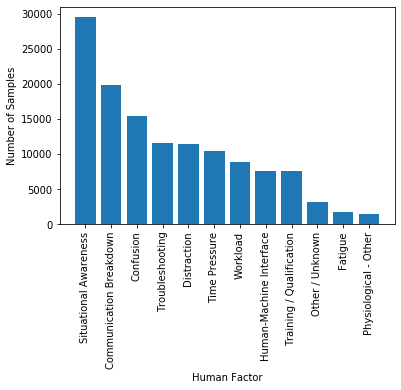 30000
25000
20000
15000
10000
5000
0
Number of Samples
Situational Awareness
Communication Breakdown
Confusion
Troubleshooting
Distraction
Time Pressure
Workload
Human-Machine Interface
Training / Qualification
Other / Unknown
Fatigue
Physiological - Other
Human Factor